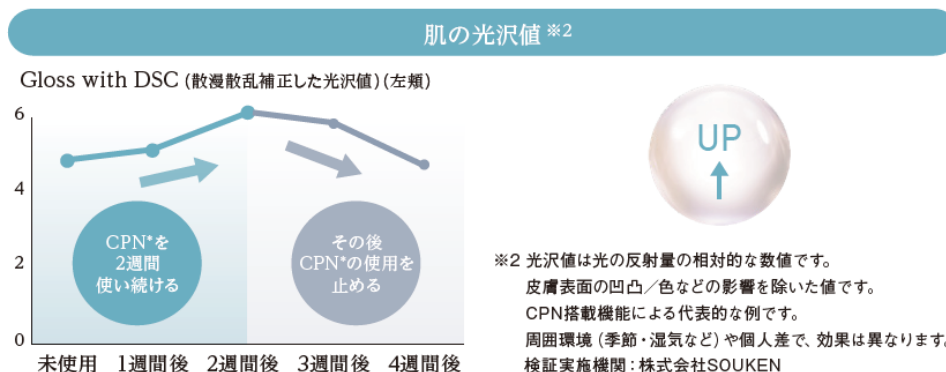 肌の光沢値※2
Gloss with DSC (散漫散乱補正した光沢値)(左頬)
6
4
2
0
CPN*を
2週間
使い続ける
その後
CPN*の使用を
止める
未使用 1週間後 2週間後 3週間後 4週間後
UP
※2 光沢値は光の反射量の相対的な数値です。
皮膚表面の凹凸／色などの影響を除いた値です。
CPN搭載機能による代表的な例です。
周囲環境(季節・湿気など)や個人差で、効果は異なります。
検証実施機関：株式会社SOUKEN